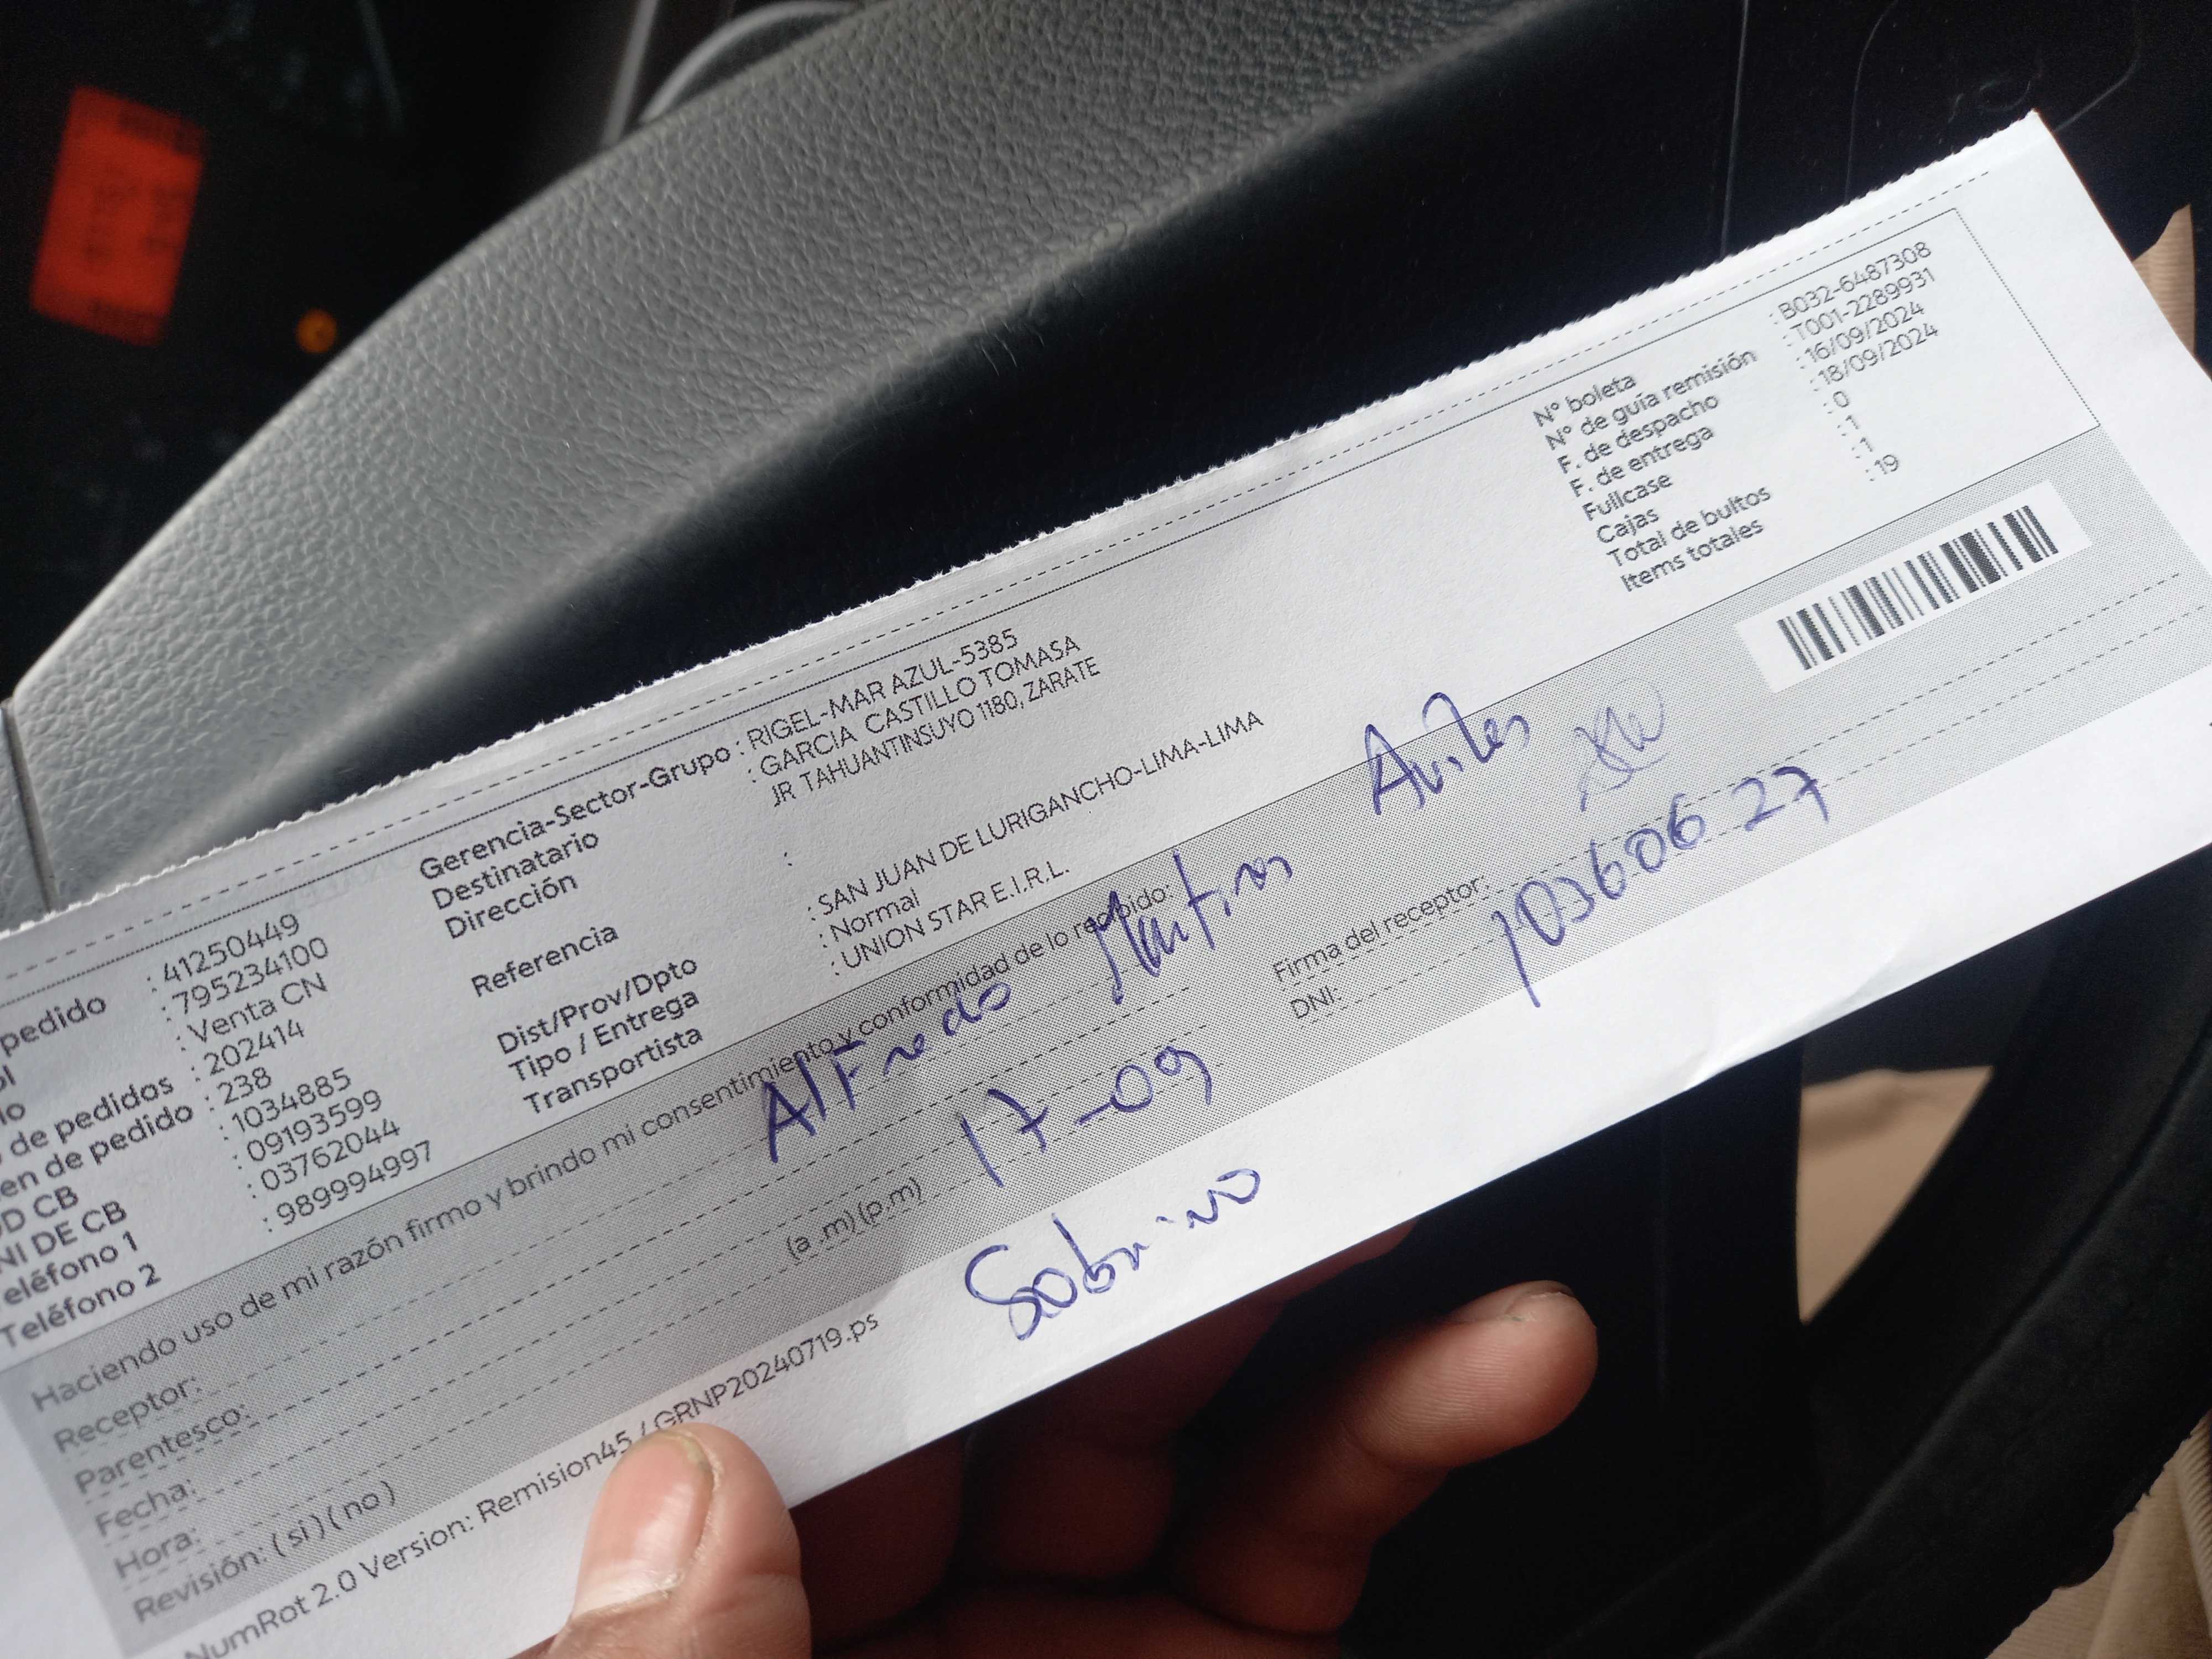 pedido : 41250449
: 795234100
: Venta CN
de pedidos : 202414
en de pedido : 238
CB : 1034885
NI DE CB : 09193599
eléfono 1 : 03762044
Teléfono 2 : 989994997
Gerencia-Sector-Grupo : RIGEL-MAR AZUL-5385
Destinatario : GARCIA CASTILLO TOMASA
Dirección JR TAHUANTINSUYO 1180, ZARATE
Referencia :
Dist/Prov/Dpto : SAN JUAN DE LURIGANCHO-LIMA-LIMA
Tipo / Entrega : Normal
Transportista : UNION STAR E.I.R.L.
N° boleta : B032-6487308
N° de guía remisión : T001-2289931
F. de despacho : 16/09/2024
F. de entrega : 18/09/2024
Fullcase : 0
Cajas : 1
Total de bultos : 1
Items totales : 19
Haciendo uso de mi razón firmo y brindo mi consentimiento y conformidad de lo recibido:
Receptor: Alfredo
Parentesco:
Fecha: 17-09
Hora: (a .m) (p.m)
Revisión: ( si ) ( no )
Sobrino
Firma del receptor:
DNI: 10360627
NumRot 2.0 Version: Remision45 / GRNP20240719.ps